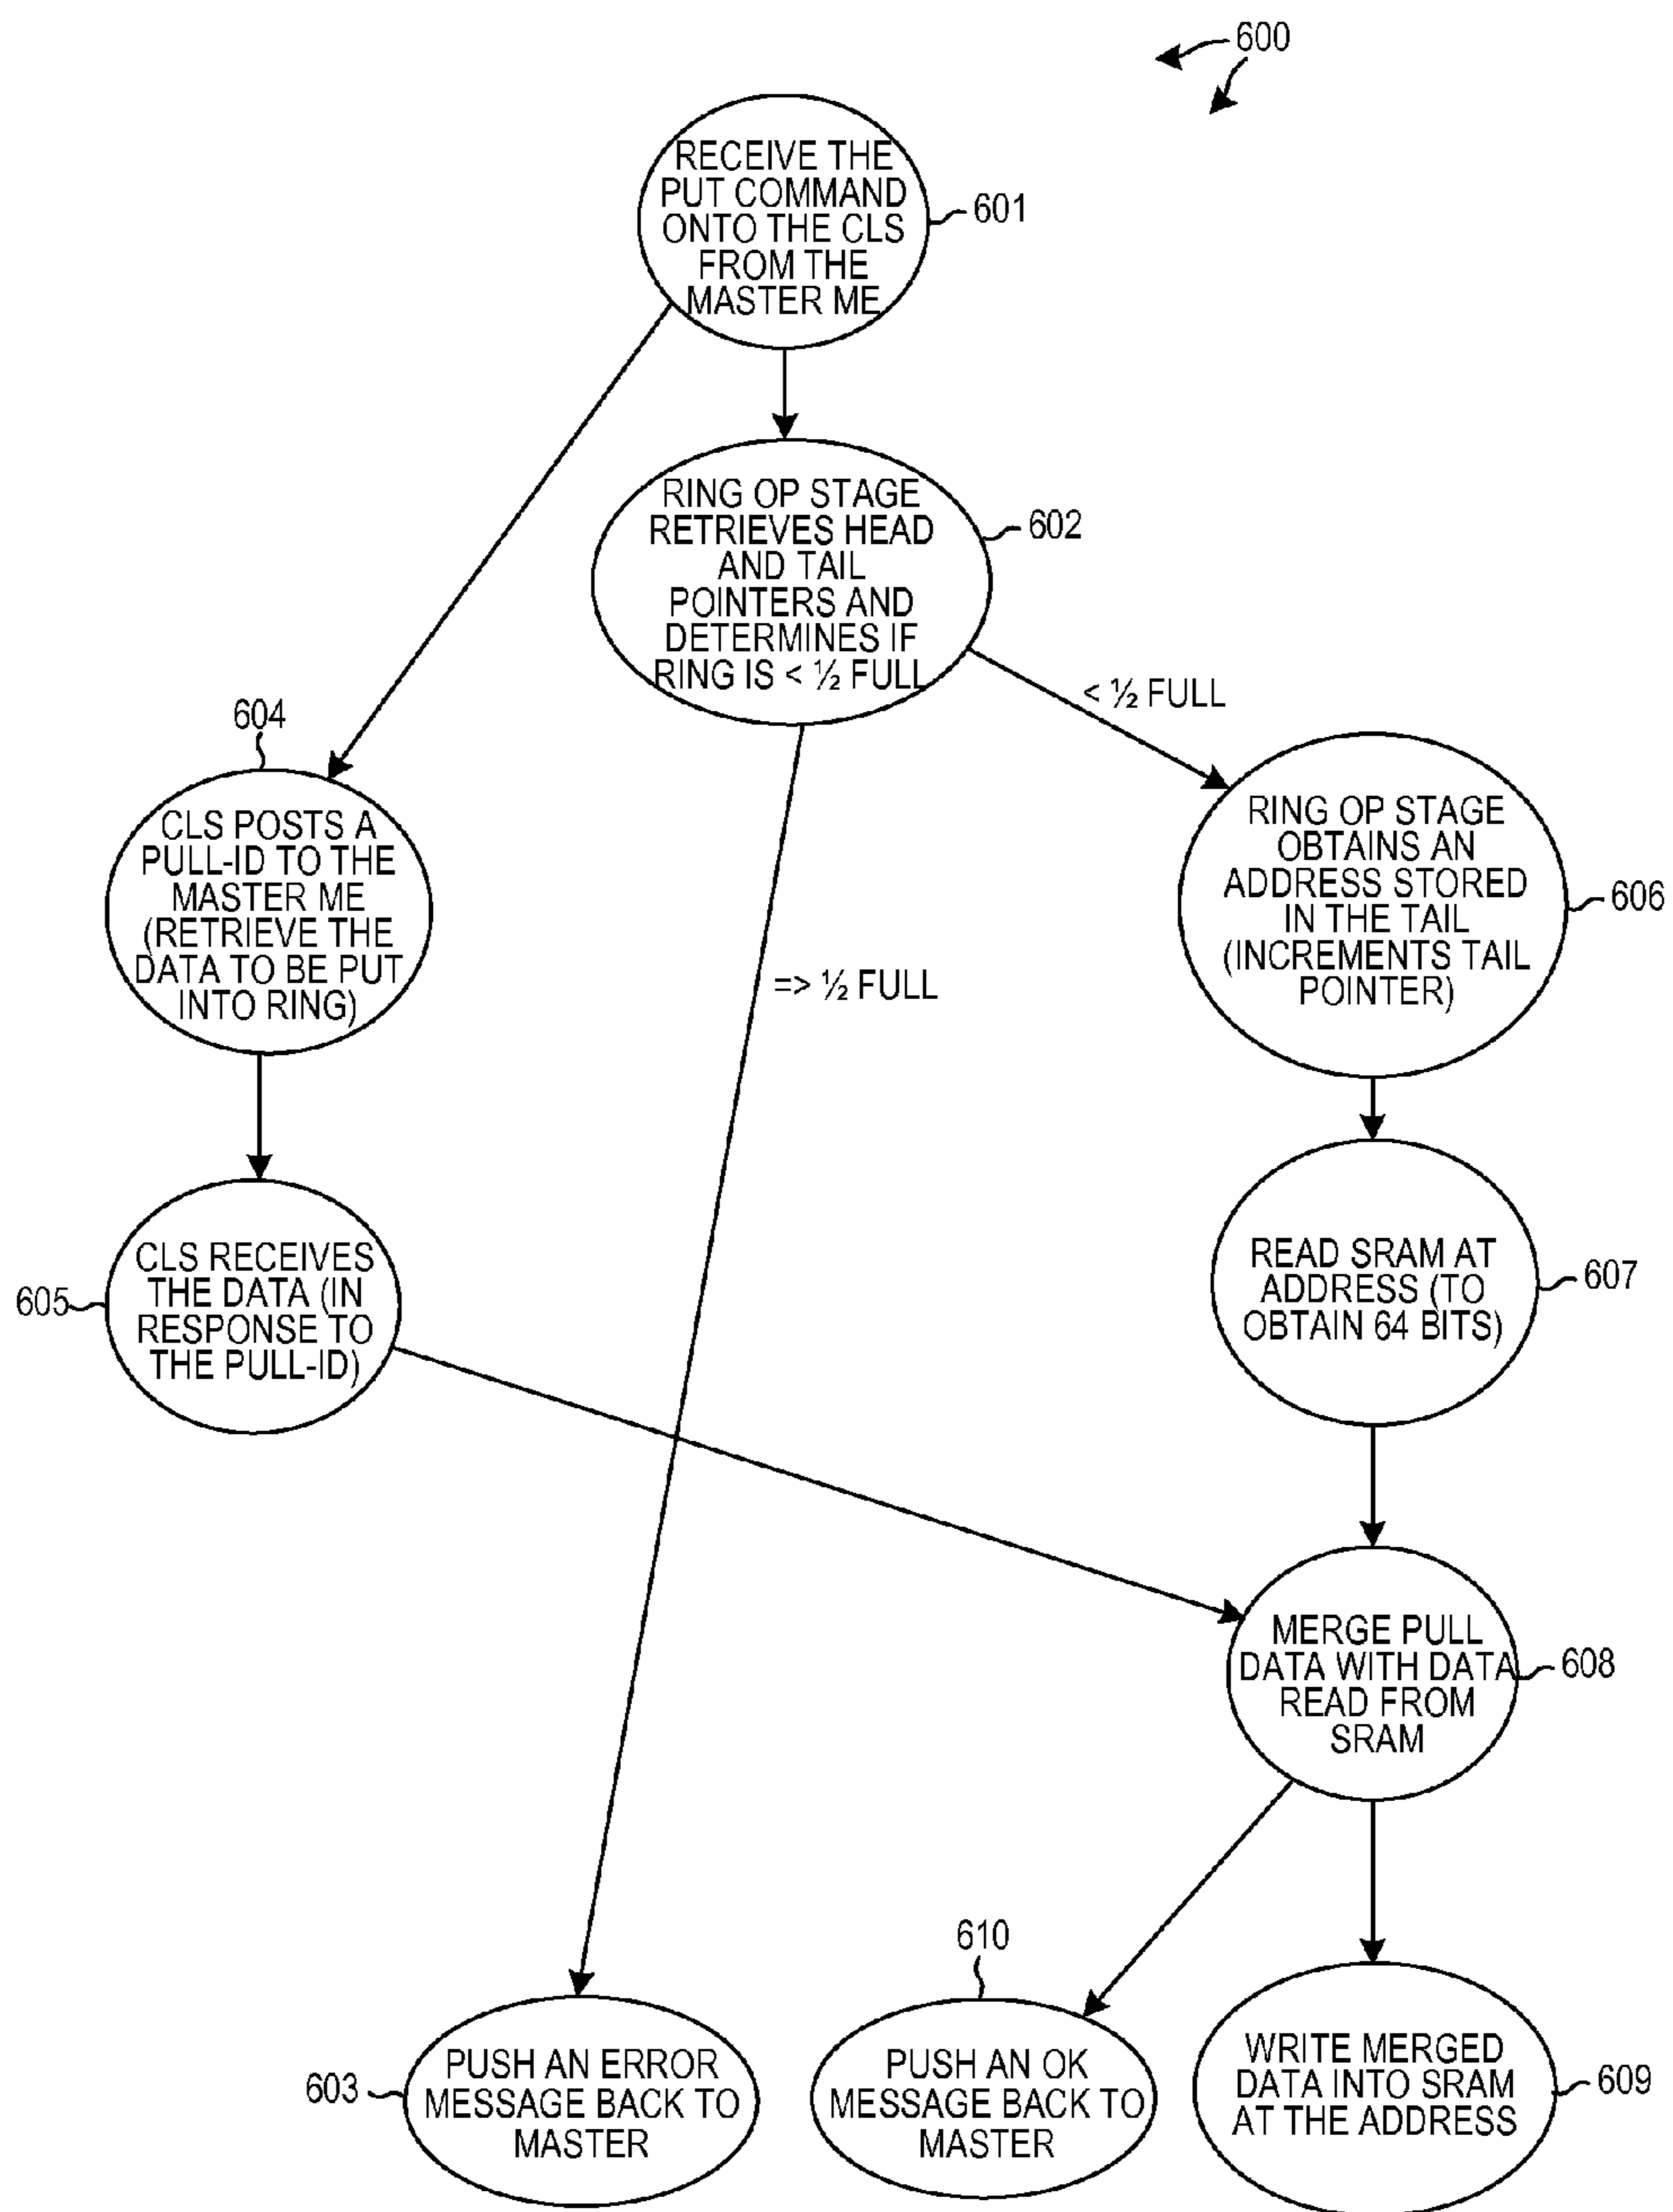 600
RECEIVE THE
PUT COMMAND
ONTO THE CLS
FROM THE
MASTER ME
601
RING OP STAGE
RETRIEVES HEAD
AND TAIL
POINTERS AND
DETERMINES IF
RING IS < ½ FULL
602
< ½ FULL
604
CLS POSTS A
PULL-ID TO THE
MASTER ME
(RETRIEVE THE
DATA TO BE PUT
INTO RING)
=> ½ FULL
RING OP STAGE
OBTAINS AN
ADDRESS STORED
IN THE TAIL
(INCREMENTS TAIL
POINTER)
606
605
CLS RECEIVES
THE DATA (IN
RESPONSE TO
THE PULL-ID)
READ SRAM AT
ADDRESS (TO
OBTAIN 64 BITS)
607
MERGE PULL
DATA WITH DATA
READ FROM
SRAM
608
603
PUSH AN ERROR
MESSAGE BACK TO
MASTER
610
PUSH AN OK
MESSAGE BACK TO
MASTER
WRITE MERGED
DATA INTO SRAM
AT THE ADDRESS
609